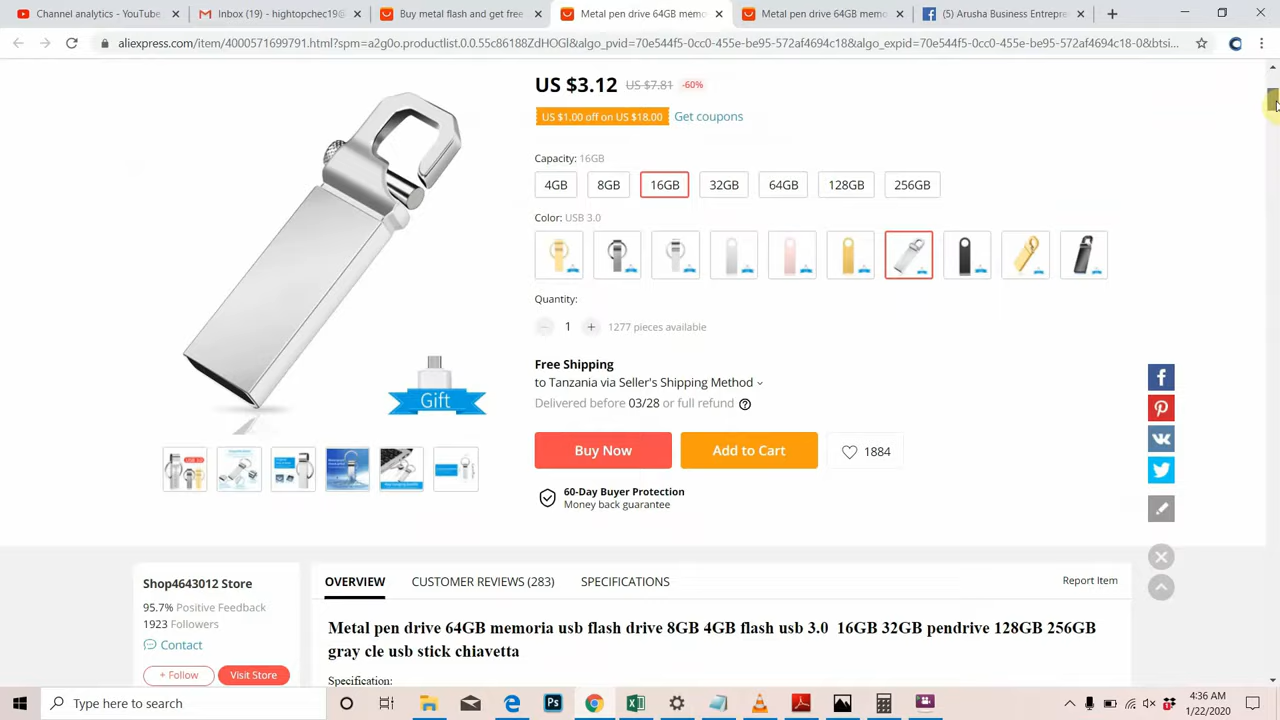 Channel analytics - YouTube
Inbox (19) - hightortochec19@
Buy metal flash and get free
Metal pen drive 64GB memo
Metal pen drive 64GB memo
(5) Arusha Business Entrepre
aliexpress.com/item/4000571699791.html?spm=a2g0o.productlist.0.0.55c86188ZdHOGl&algo_pvid=70e544f5-0cc0-455e-be95-572af4694c18&algo_expid=70e544f5-0cc0-455e-be95-572af4694c18-0&btsi...
US $3.12 US $7.81 -60%
US $1.00 off on US $18.00 Get coupons
Capacity: 16GB
4GB 8GB 16GB 32GB 64GB 128GB 256GB
Color: USB 3.0
Quantity:
1 1277 pieces available
Free Shipping
to Tanzania via Seller's Shipping Method
Delivered before 03/28 or full refund
Gift
Buy Now Add to Cart 1884
60-Day Buyer Protection
Money back guarantee
Shop4643012 Store
95.7% Positive Feedback
1923 Followers
Contact
+ Follow Visit Store
OVERVIEW CUSTOMER REVIEWS (283) SPECIFICATIONS Report Item
Metal pen drive 64GB memoria usb flash drive 8GB 4GB flash usb 3.0 16GB 32GB pendrive 128GB 256GB
gray cle usb stick chiavetta
Specification:
Type here to search
4:36 AM
1/22/2020